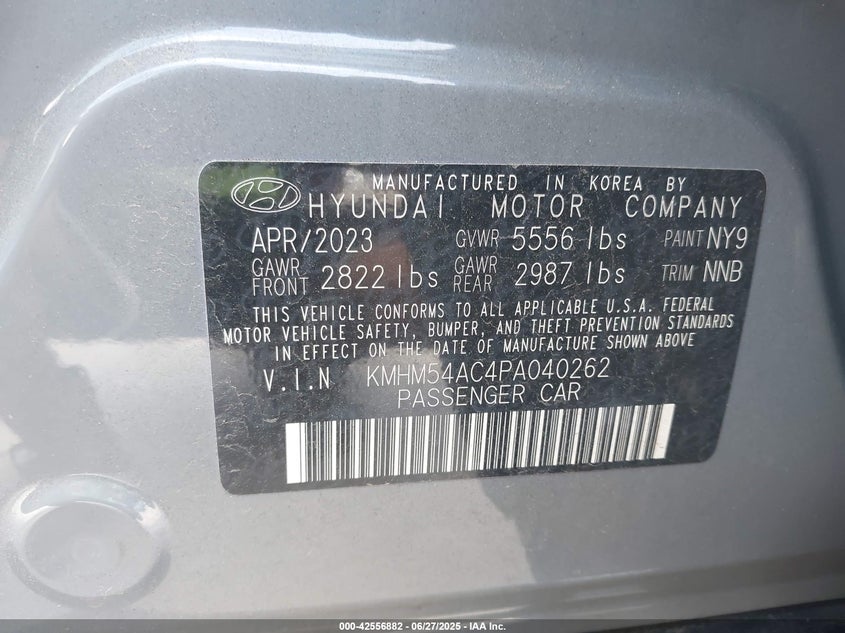 MANUFACTURED IN KOREA BY
HYUNDAI MOTOR COMPANY
APR/2023 GVWR 5556 lbs PAINT NY9
GAWR FRONT 2822 lbs GAWR REAR 2987 lbs TRIM NNB
THIS VEHICLE CONFORMS TO ALL APPLICABLE U.S.A. FEDERAL
MOTOR VEHICLE SAFETY, BUMPER, AND THEFT PREVENTION STANDARDS
IN EFFECT ON THE DATE OF MANUFACTURE SHOWN ABOVE
V.I.N KMHM54AC4PA040262
PASSENGER CAR
000-42556882 - 06/27/2025 - IAA Inc.